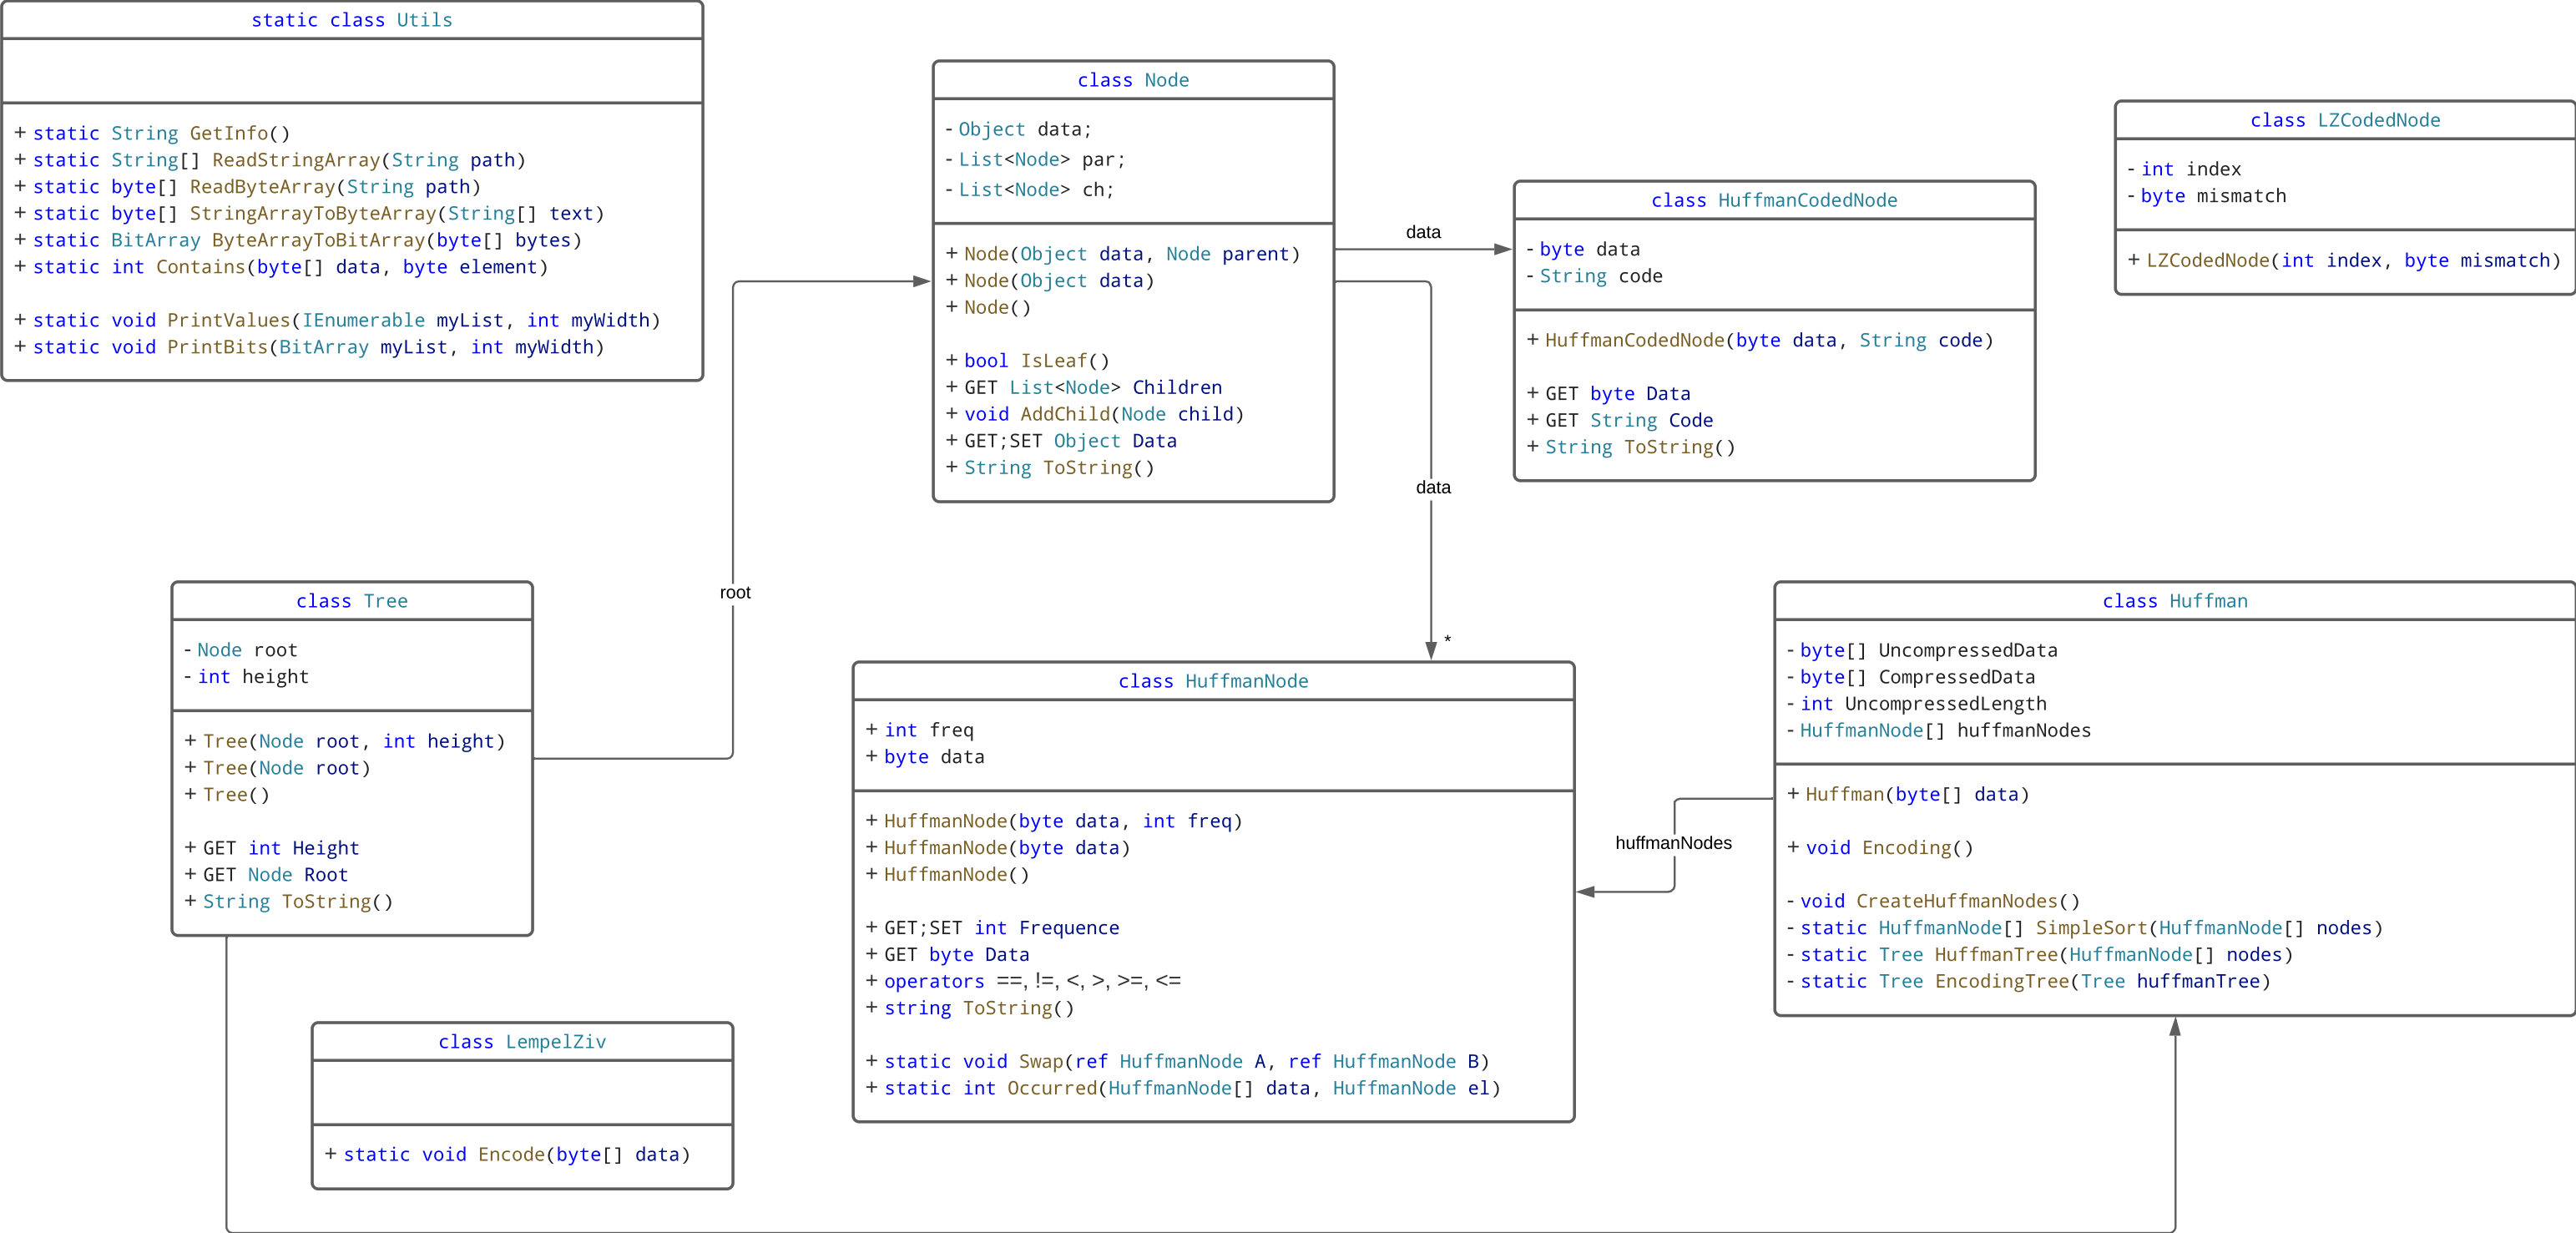 static class Utils
+ static String GetInfo()
+ static String[] ReadStringArray(String path)
+ static byte[] ReadByteArray(String path)
+ static byte[] StringArrayToByteArray(String[] text)
+ static BitArray ByteArrayToBitArray(byte[] bytes)
+ static int Contains(byte[] data, byte element)
+ static void PrintValues(IEnumerable myList, int myWidth)
+ static void PrintBits(BitArray myList, int myWidth)
class Node
- Object data;
- List<Node> par;
- List<Node> ch;
+ Node(Object data, Node parent)
+ Node(Object data)
+ Node()
+ bool IsLeaf()
+ GET List<Node> Children
+ void AddChild(Node child)
+ GET;SET Object Data
+ String ToString()
data
class HuffmanCodedNode
- byte data
- String code
+ HuffmanCodedNode(byte data, String code)
+ GET byte Data
+ GET String Code
+ String ToString()
class LZCodedNode
- int index
- byte mismatch
+ LZCodedNode(int index, byte mismatch)
data
*
root
class Tree
- Node root
- int height
+ Tree(Node root, int height)
+ Tree(Node root)
+ Tree()
+ GET int Height
+ GET Node Root
+ String ToString()
class HuffmanNode
+ int freq
+ byte data
+ HuffmanNode(byte data, int freq)
+ HuffmanNode(byte data)
+ HuffmanNode()
+ GET;SET int Frequence
+ GET byte Data
+ operators ==, !=, <, >, >=, <=
+ string ToString()
+ static void Swap(ref HuffmanNode A, ref HuffmanNode B)
+ static int Occurred(HuffmanNode[] data, HuffmanNode el)
huffmanNodes
class Huffman
- byte[] UncompressedData
- byte[] CompressedData
- int UncompressedLength
- HuffmanNode[] huffmanNodes
+ Huffman(byte[] data)
+ void Encoding()
- void CreateHuffmanNodes()
- static HuffmanNode[] SimpleSort(HuffmanNode[] nodes)
- static Tree HuffmanTree(HuffmanNode[] nodes)
- static Tree EncodingTree(Tree huffmanTree)
class LempelZiv
+ static void Encode(byte[] data)